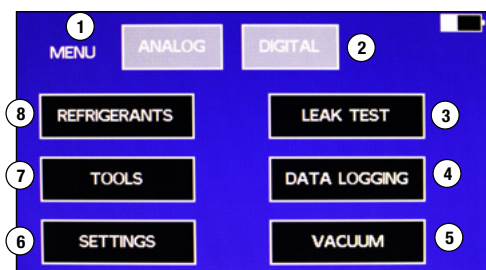 1
MENU ANALOG DIGITAL 2
8 REFRIGERANTS LEAK TEST 3
7 TOOLS DATA LOGGING 4
6 SETTINGS VACUUM 5